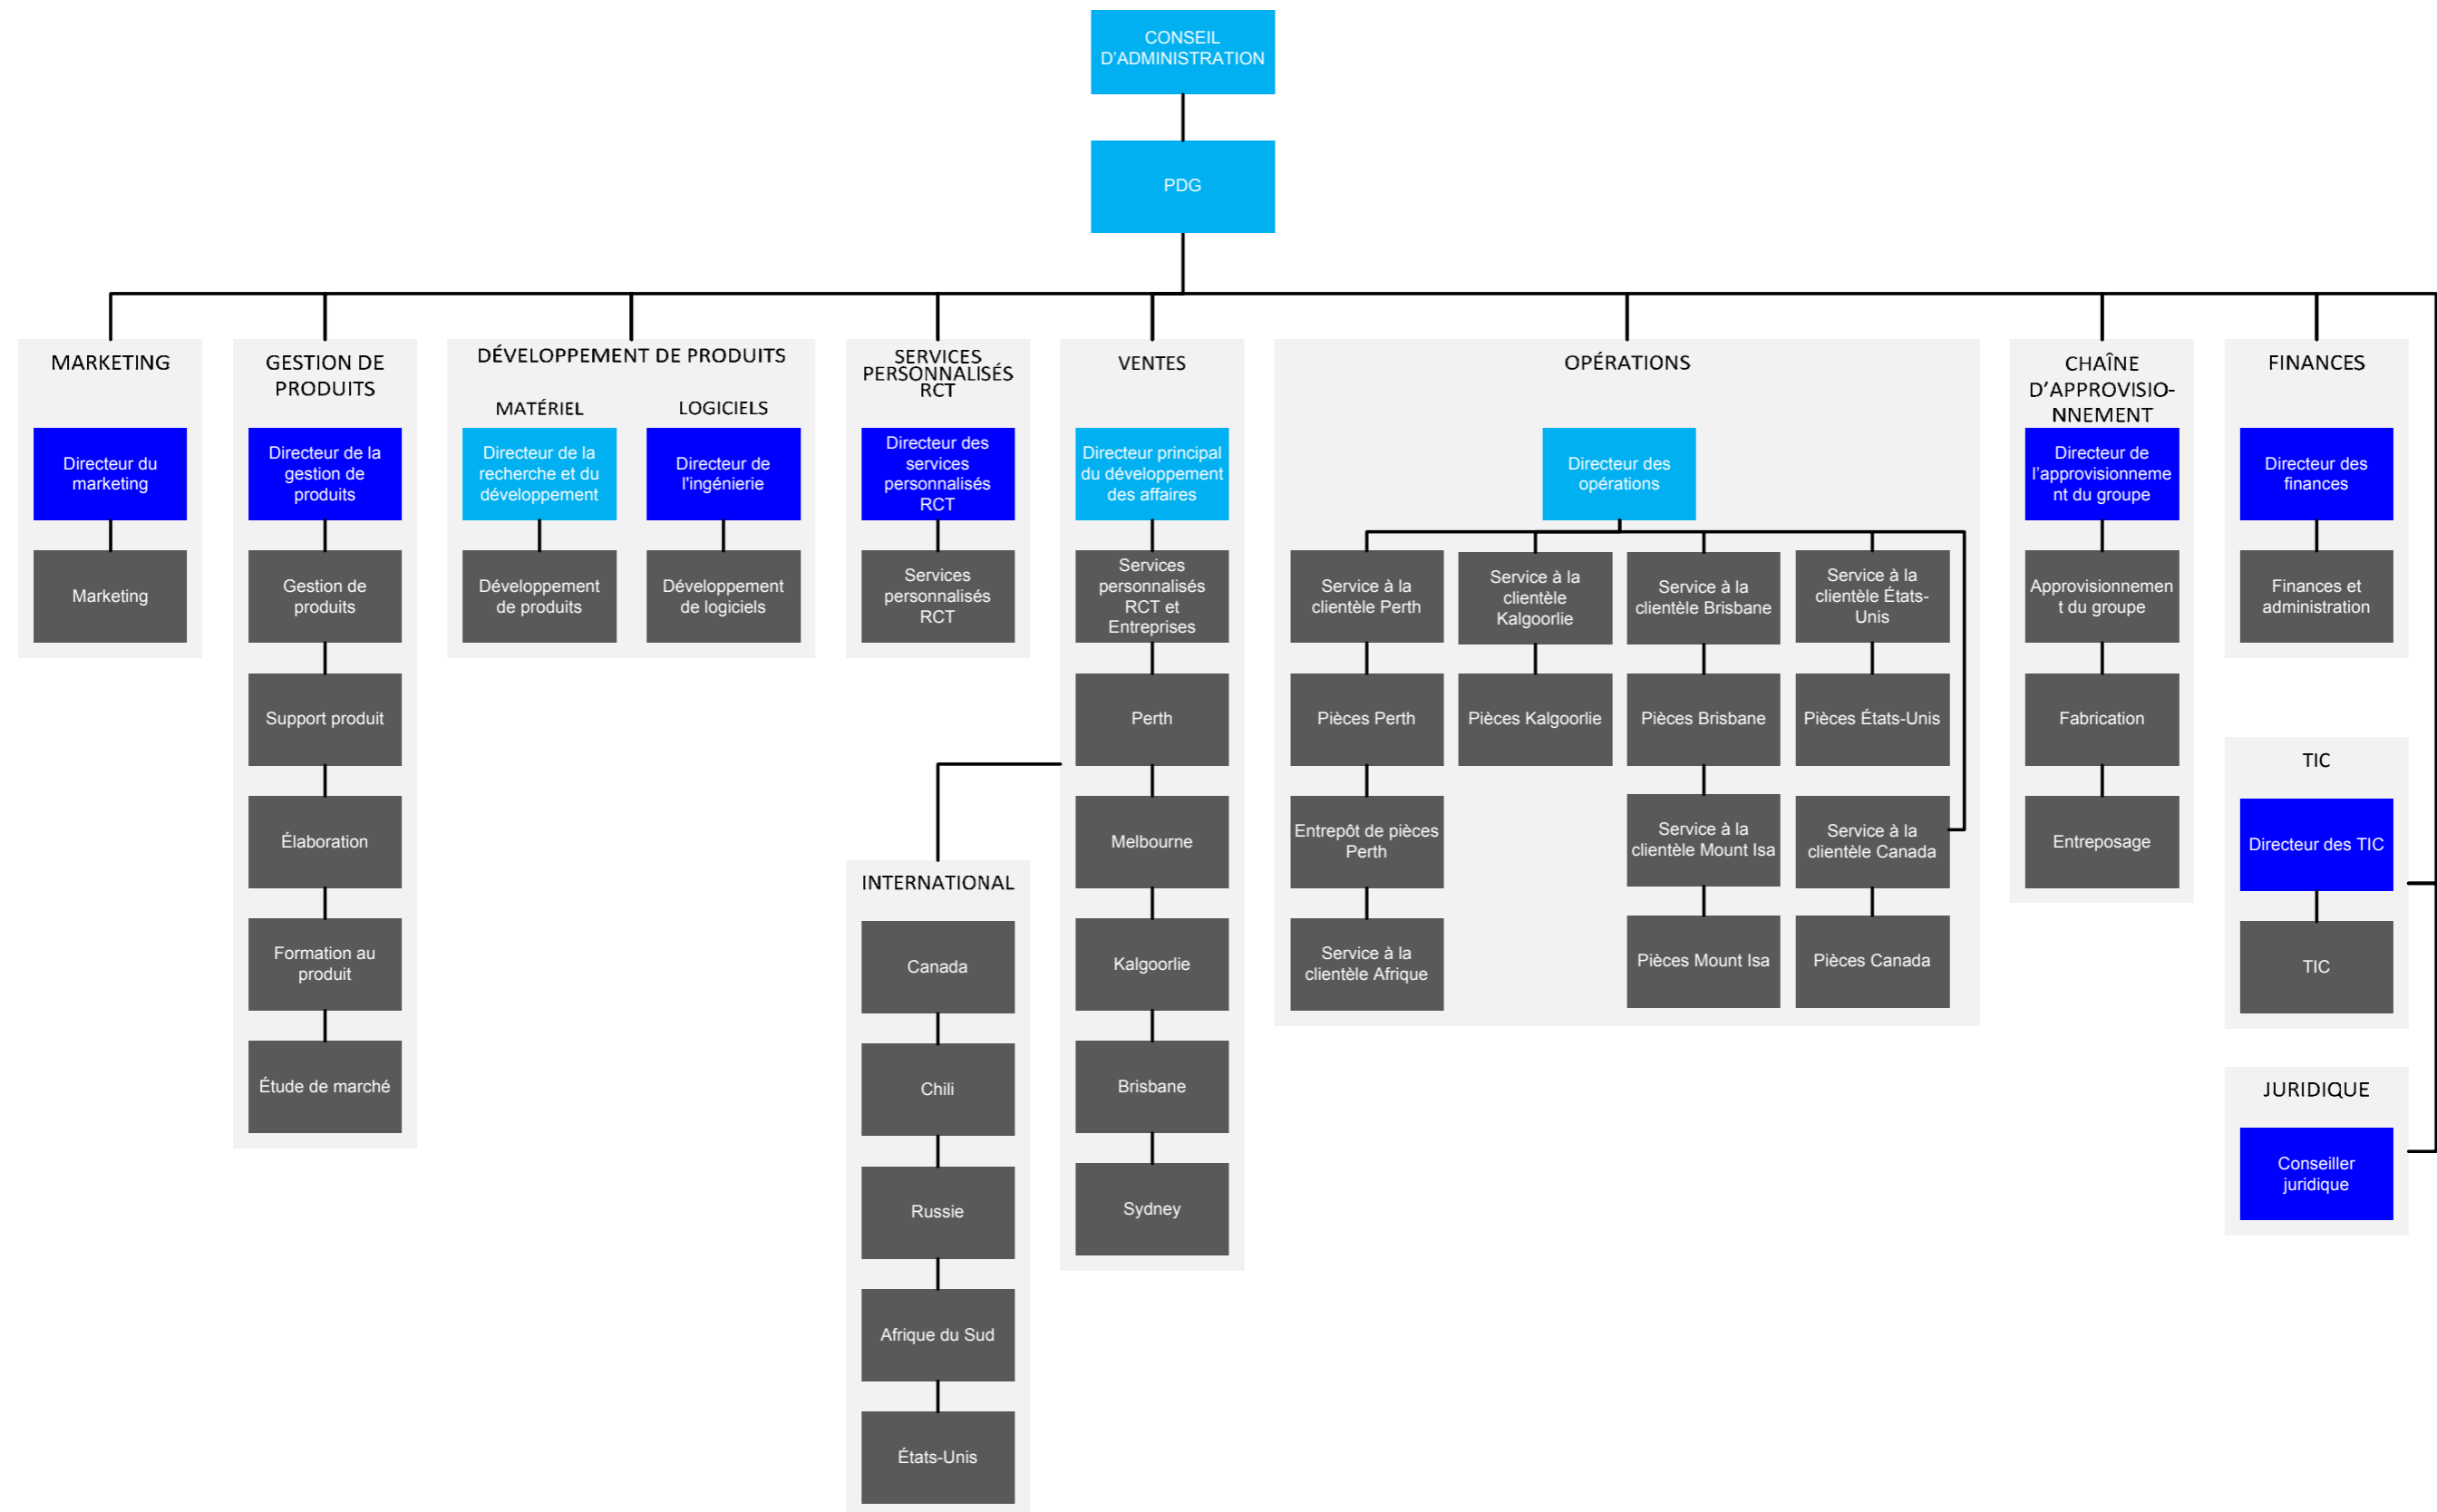 CONSEIL
D’ADMINISTRATION
PDG
MARKETING
Directeur du
marketing
Marketing
GESTION DE
PRODUITS
Directeur de la
gestion de
produits
Gestion de
produits
Support produit
Élaboration
Formation au
produit
Étude de marché
DÉVELOPPEMENT DE PRODUITS
MATÉRIEL
Directeur de la
recherche et du
développement
Développement
de produits
LOGICIELS
Directeur de
l'ingénierie
Développement
de logiciels
SERVICES
PERSONNALISÉS
RCT
Directeur des
services
personnalisés
RCT
Services
personnalisés
RCT
INTERNATIONAL
Canada
Chili
Russie
Afrique du Sud
États-Unis
VENTES
Directeur principal
du développement
des affaires
Services
personnalisés
RCT et
Entreprises
Perth
Melbourne
Kalgoorlie
Brisbane
Sydney
OPÉRATIONS
Directeur des
opérations
Service à la
clientèle Perth
Pièces Perth
Entrepôt de pièces
Perth
Service à la
clientèle Afrique
Service à la
clientèle
Kalgoorlie
Pièces Kalgoorlie
Service à la
clientèle Brisbane
Pièces Brisbane
Service à la
clientèle Mount Isa
Pièces Mount Isa
Service à la
clientèle États-
Unis
Pièces États-Unis
Service à la
clientèle Canada
Pièces Canada
CHAÎNE
D’APPROVISIO-
NNEMENT
Directeur de
l’approvisionneme
nt du groupe
Approvisionnemen
t du groupe
Fabrication
Entreposage
FINANCES
Directeur des
finances
Finances et
administration
TIC
Directeur des TIC
TIC
JURIDIQUE
Conseiller
juridique